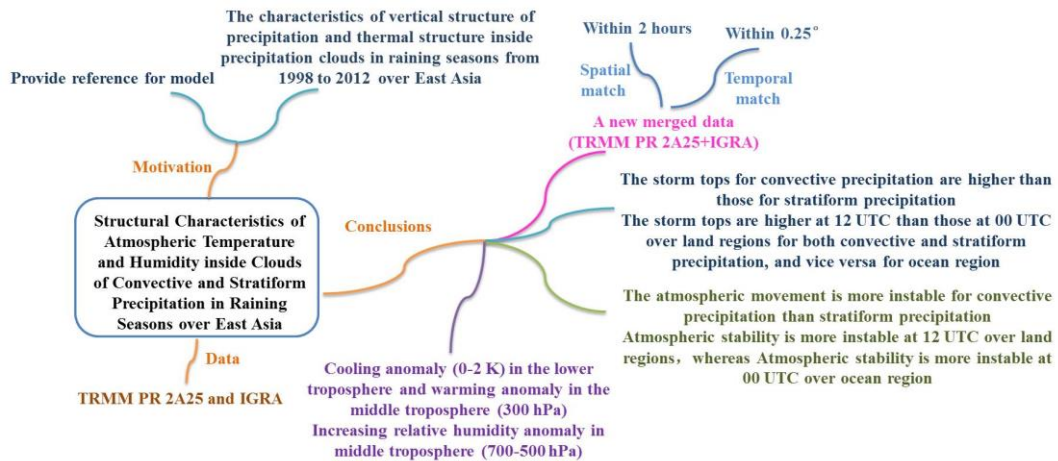 The characteristics of vertical structure of
precipitation and thermal structure inside
precipitation clouds in raining seasons from
1998 to 2012 over East Asia
Provide reference for model
Motivation
Structural Characteristics of
Atmospheric Temperature
and Humidity inside Clouds
of Convective and Stratiform
Precipitation in Raining
Seasons over East Asia
Data
TRMM PR 2A25 and IGRA
Conclusions
Within 2 hours
Within 0.25°
Spatial
match
Temporal
match
A new merged data
(TRMM PR 2A25+IGRA)
The storm tops for convective precipitation are higher than
those for stratiform precipitation
The storm tops are higher at 12 UTC than those at 00 UTC
over land regions for both convective and stratiform
precipitation, and vice versa for ocean region
The atmospheric movement is more instable for convective
precipitation than stratiform precipitation
Atmospheric stability is more instable at 12 UTC over land
regions，whereas Atmospheric stability is more instable at
00 UTC over ocean region
Cooling anomaly (0-2 K) in the lower
troposphere and warming anomaly in the
middle troposphere (300 hPa)
Increasing relative humidity anomaly in
middle troposphere (700-500 hPa)